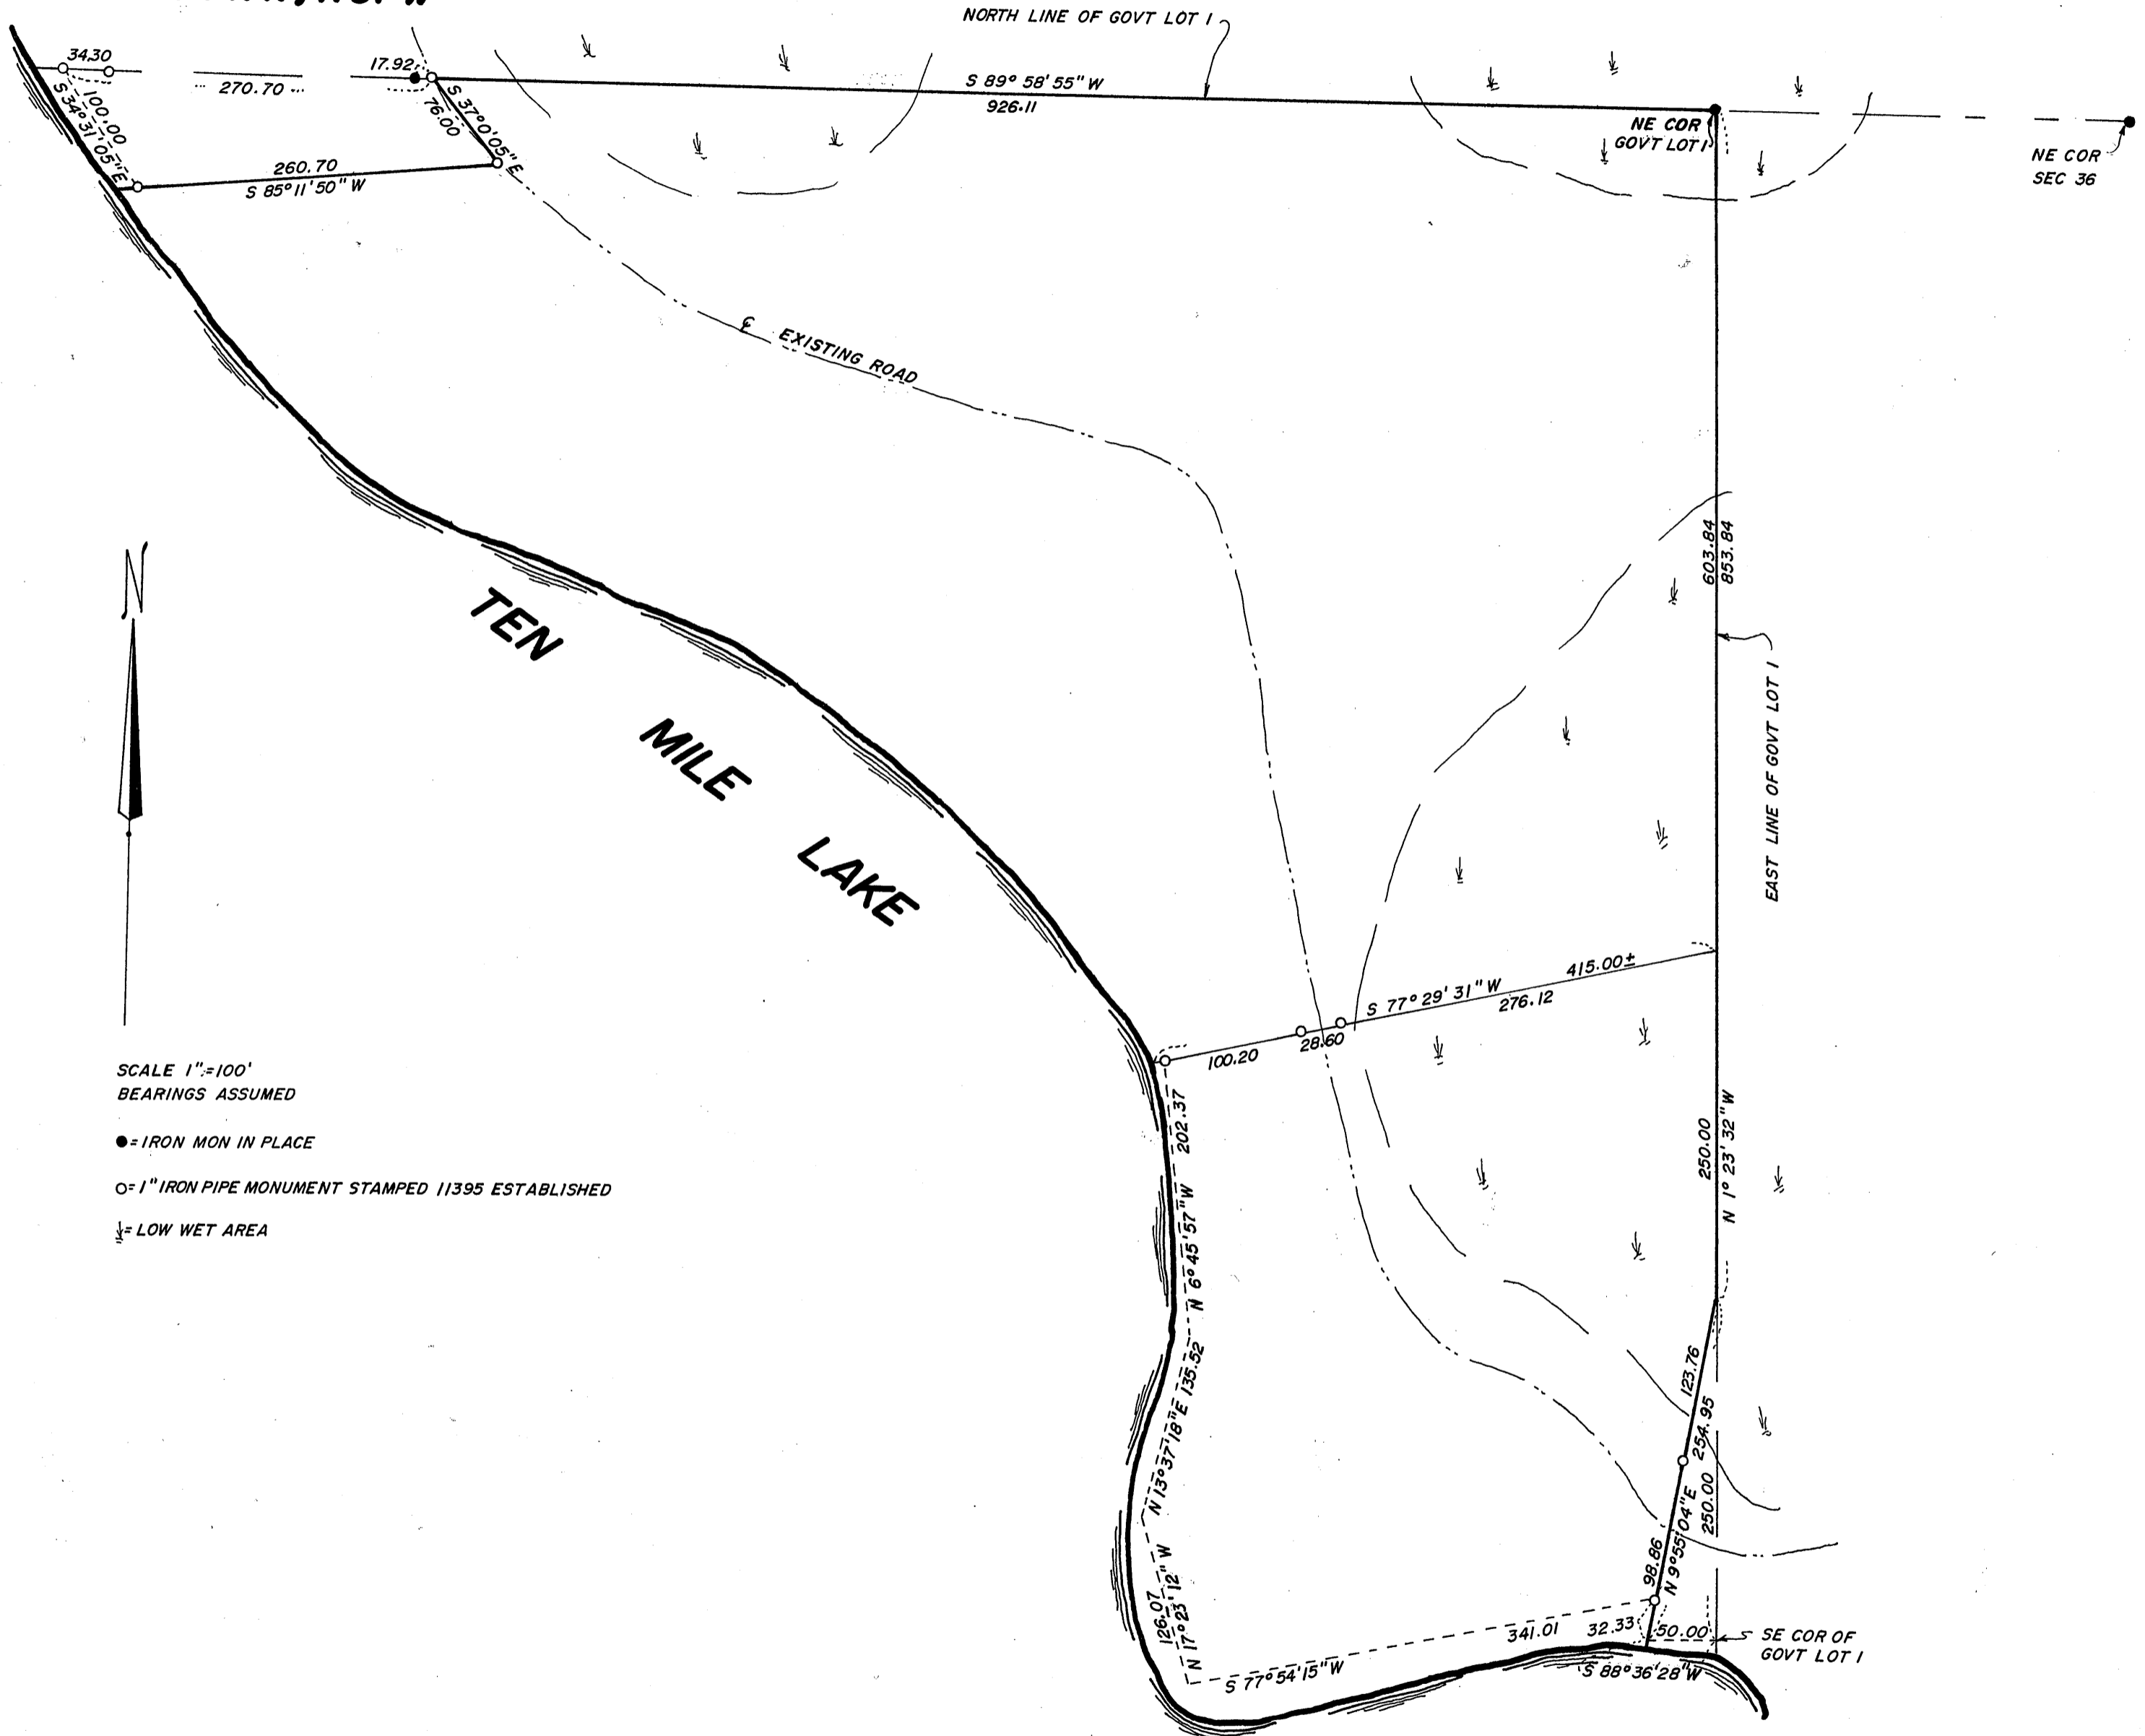 NORTH LINE OF GOVT LOT 1
34.30
17.92
270.70
S 89° 58' 55" W
926.11
NE COR
GOVT LOT 1
NE COR
SEC 36
100.00
S 34° 31' 05" E
S 37° 0' 05" E
76.00
260.70
S 85° 11' 50" W
℄ EXISTING ROAD
603.84
853.84
EAST LINE OF GOVT LOT 1
N
TEN
MILE
LAKE
415.00±
S 77° 29' 31" W
276.12
28.60
100.20
SCALE 1"=100'
BEARINGS ASSUMED
= IRON MON IN PLACE
= 1" IRON PIPE MONUMENT STAMPED 11395 ESTABLISHED
= LOW WET AREA
202.37
N 6° 45' 57" W
250.00
N 1° 23' 32" W
N 13° 37' 18" E 135.52
123.76
254.95
250.00
N 9° 55' 04" E
98.86
126.07
N 17° 23' 12" W
341.01
32.33
50.00
SE COR OF
GOVT LOT 1
S 77° 54' 15" W
S 88° 36' 28" W